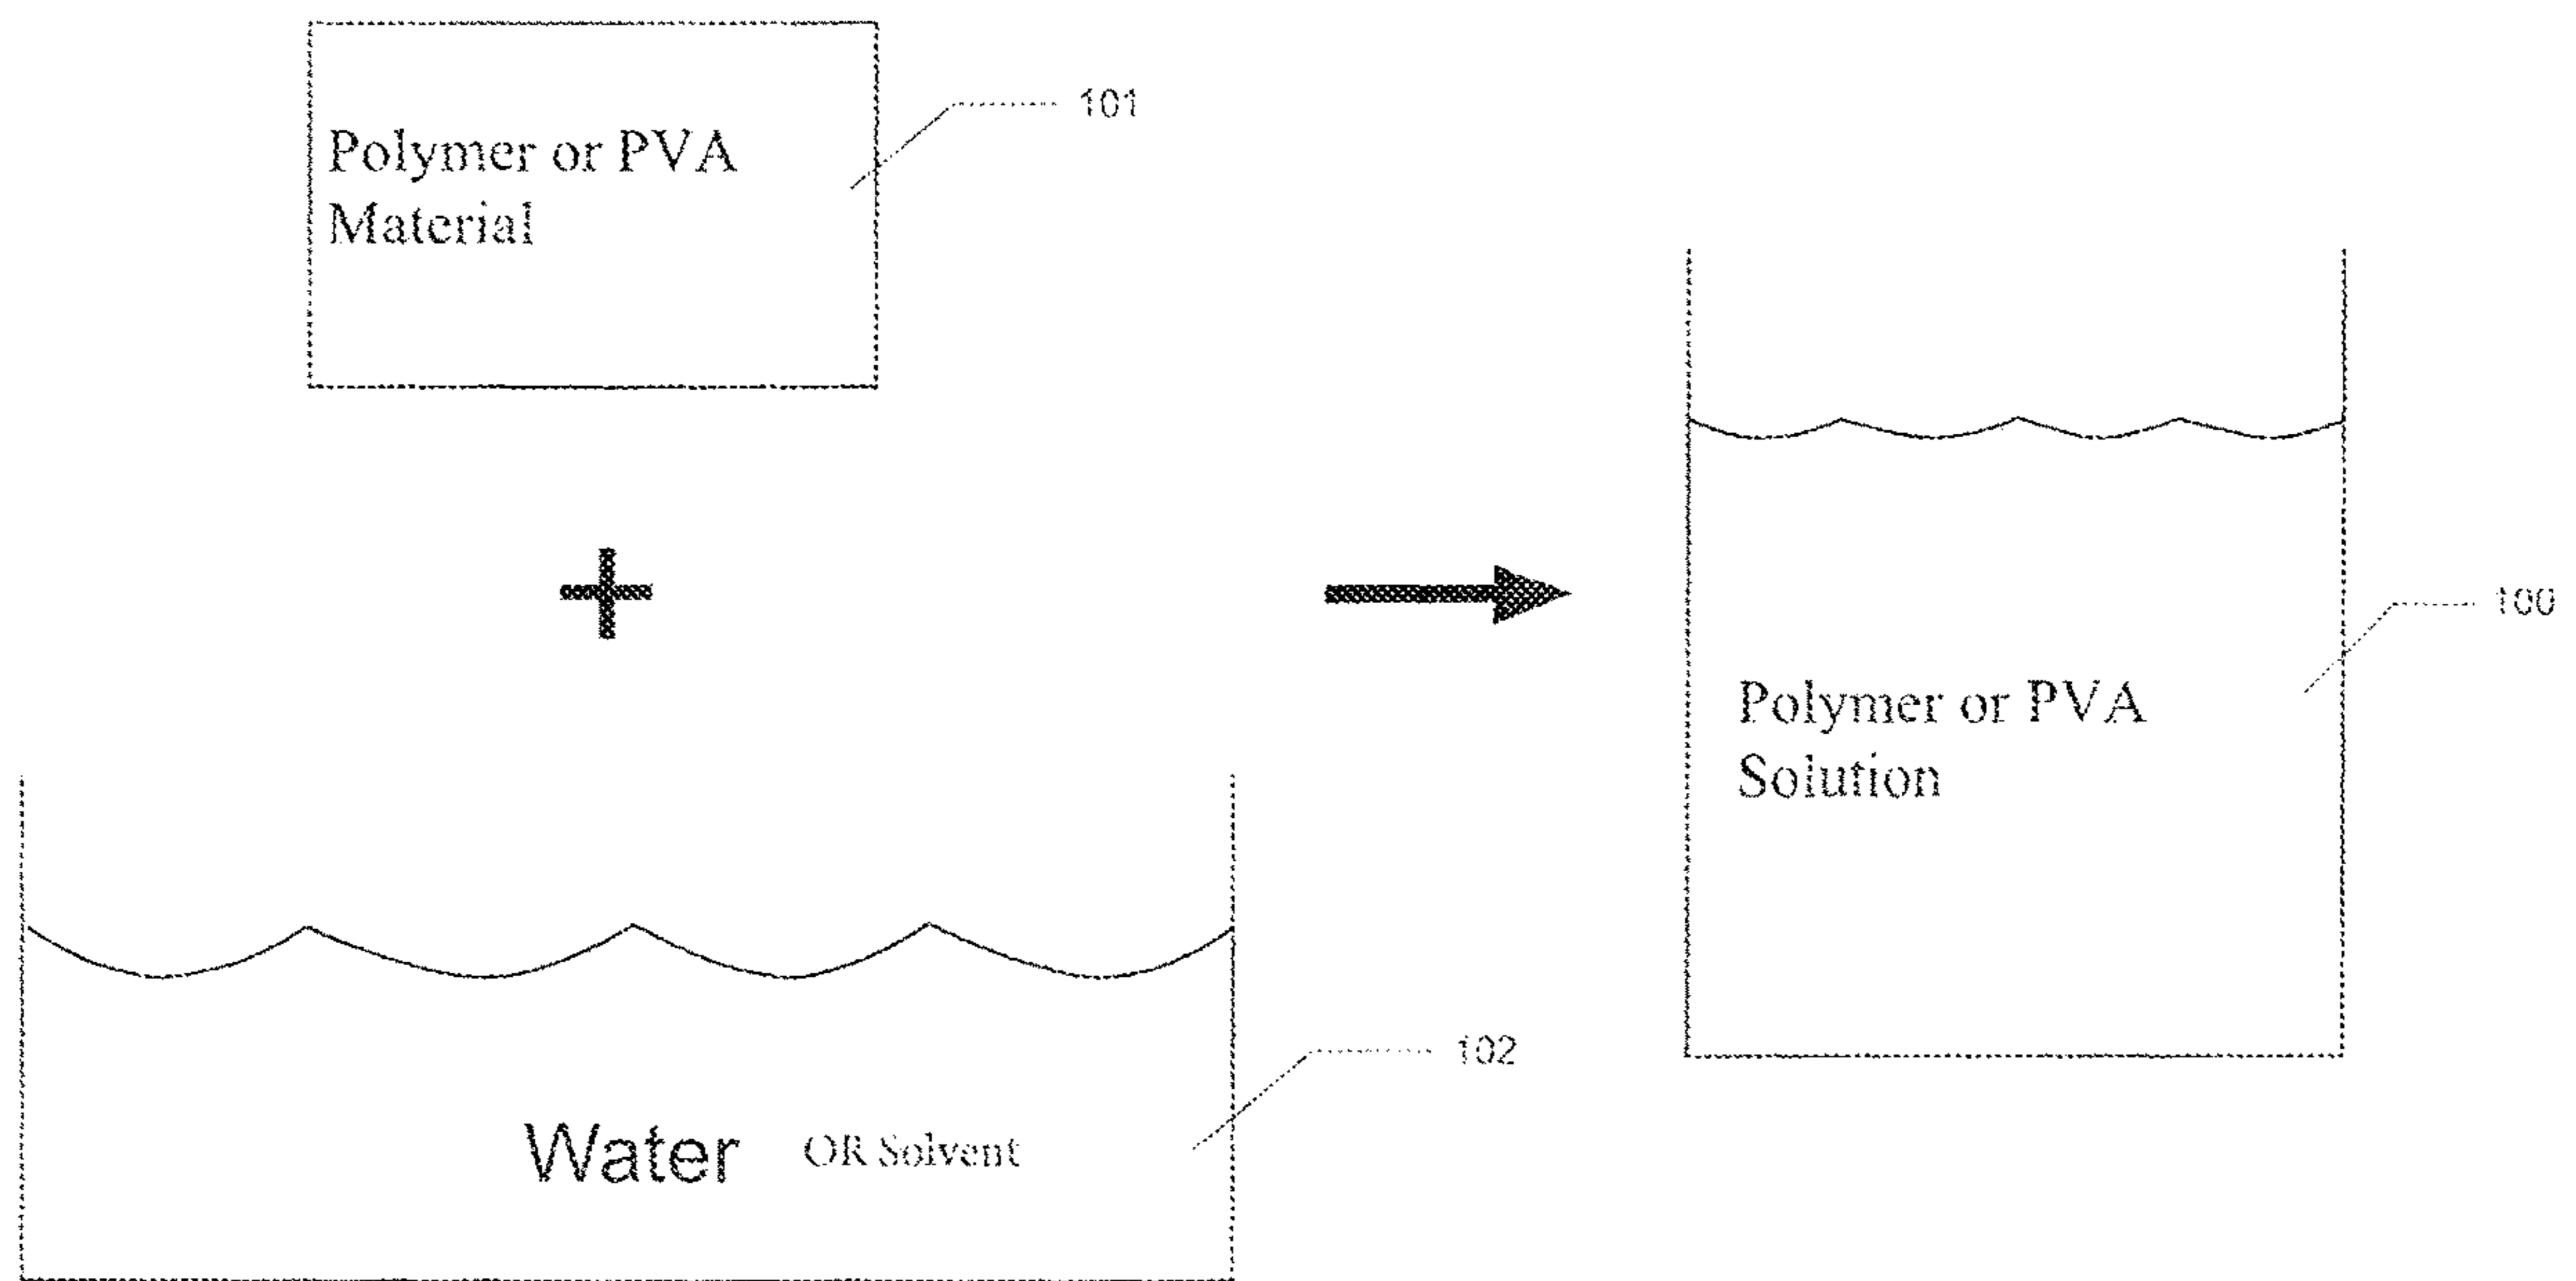 101
Polymer or PVA
Material
100
Polymer or PVA
Solution
102
Water OR Solvent